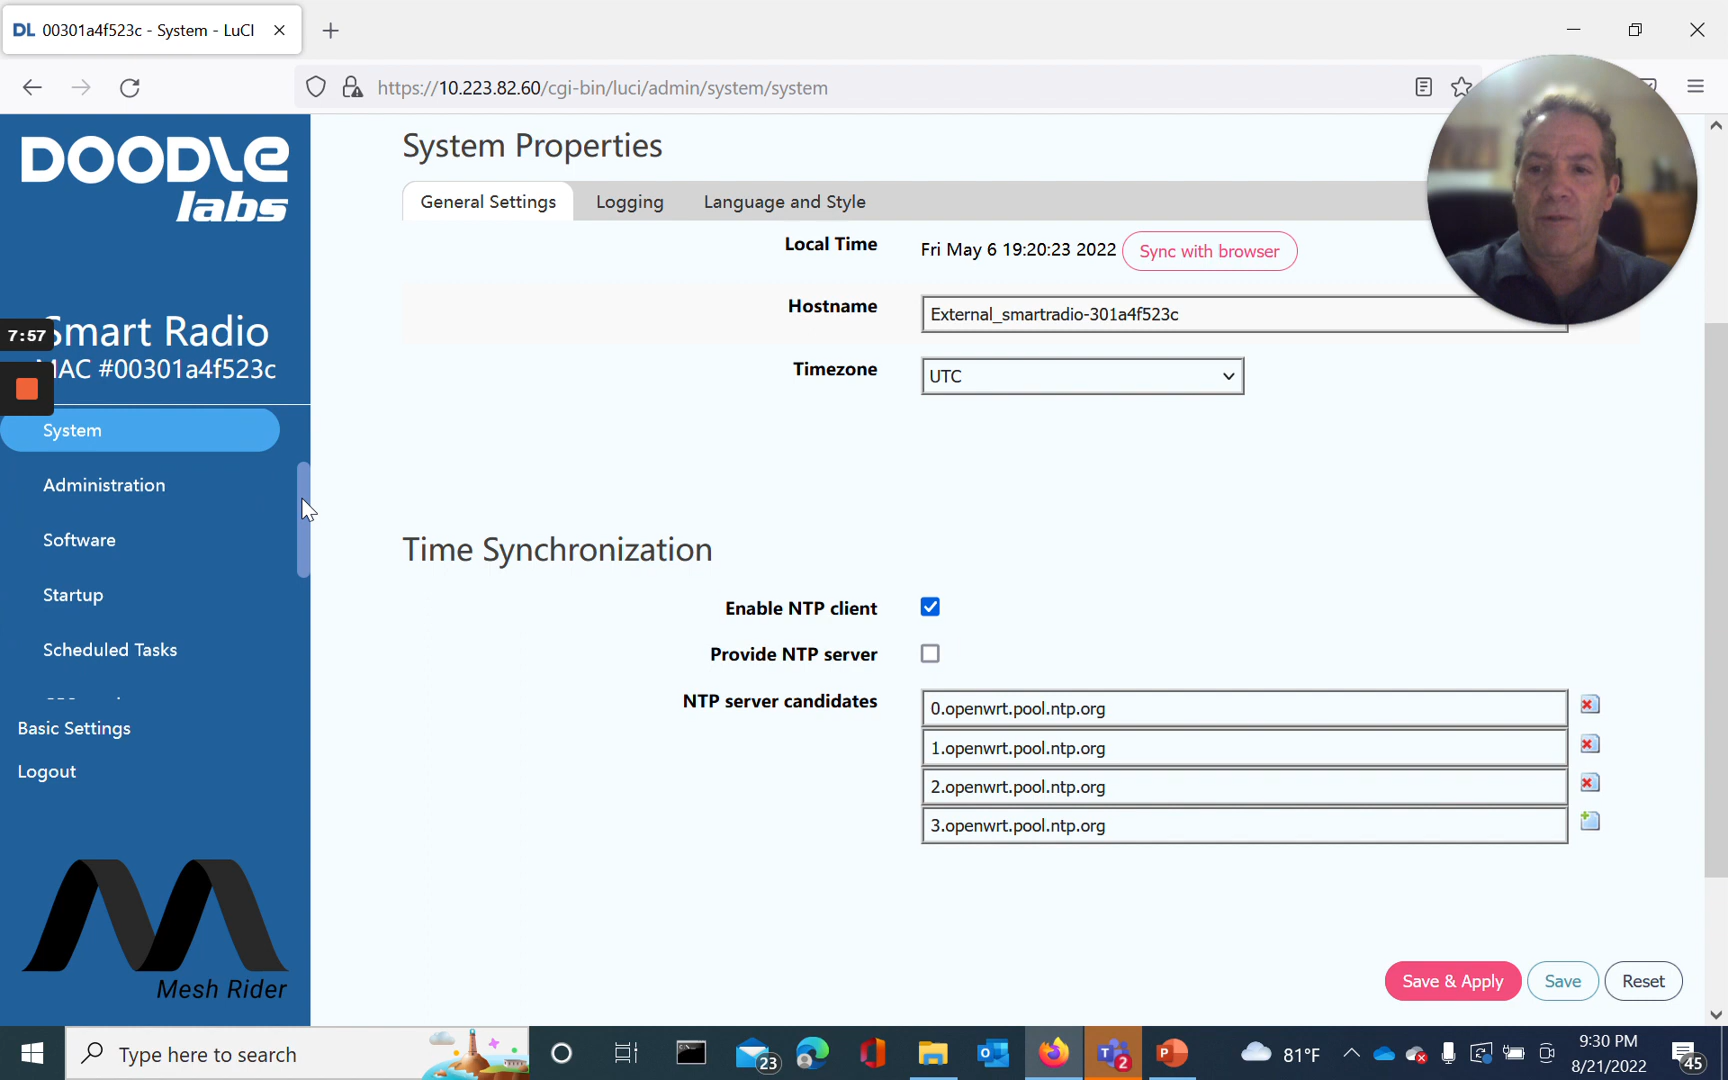 DL 00301a4f523c - System - LuCI
https://10.223.82.60/cgi-bin/luci/admin/system/system
DOODLE
labs
Smart Radio
MAC #00301a4f523c
7:57
System
Administration
Software
Startup
Scheduled Tasks
Basic Settings
Logout
Mesh Rider
System Properties
General Settings
Logging
Language and Style
Local Time
Fri May 6 19:20:23 2022
Sync with browser
Hostname
External_smartradio-301a4f523c
Timezone
UTC
Time Synchronization
Enable NTP client
Provide NTP server
NTP server candidates
0.openwrt.pool.ntp.org
1.openwrt.pool.ntp.org
2.openwrt.pool.ntp.org
3.openwrt.pool.ntp.org
Save & Apply
Save
Reset
Type here to search
23
2
81°F
9:30 PM
8/21/2022
45